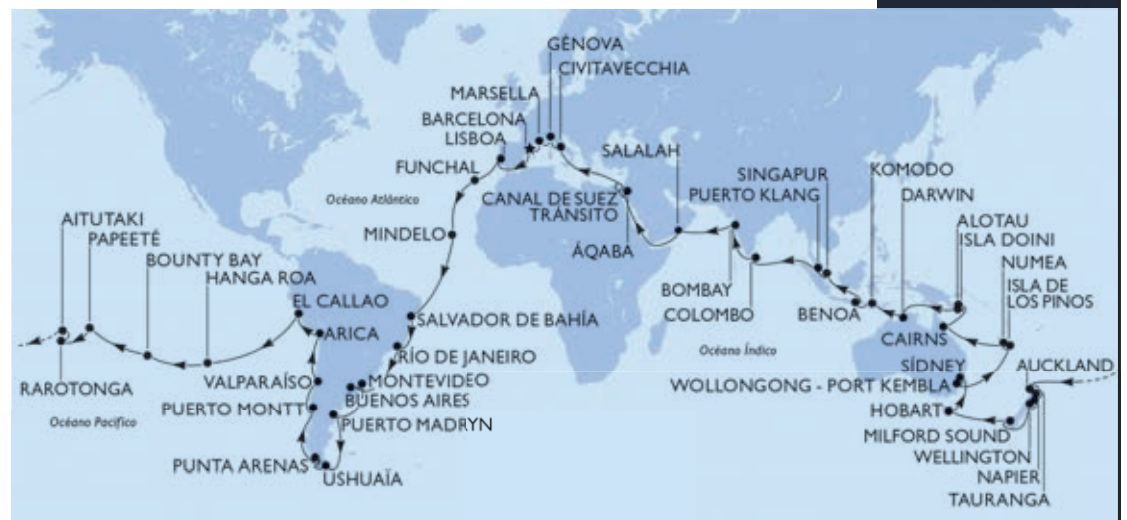 GÉNOVA
CIVITAVECCHIA
MARSELLA
BARCELONA
LISBOA
FUNCHAL
Océano Atlántico
MINDELO
SALALAH
CANAL DE SUEZ
TRÁNSITO
ÁQABA
SINGAPUR
PUERTO KLANG
KOMODO
DARWIN
ALOTAU
ISLA DOINI
NUMEA
ISLA DE
LOS PINOS
AITUTAKI
PAPEETÉ
BOUNTY BAY
HANGA ROA
EL CALLAO
ARICA
SALVADOR DE BAHÍA
RÍO DE JANEIRO
BOMBAY
COLOMBO
BENOA
Océano Índico
CAIRNS
SÍDNEY
AUCKLAND
RAROTONGA
Océano Pacífico
VALPARAÍSO
MONTEVIDEO
BUENOS AIRES
PUERTO MONTT
PUERTO MADRYN
PUNTA ARENAS
USHUAÏA
WOLLONGONG - PORT KEMBLA
HOBART
MILFORD SOUND
WELLINGTON
NAPIER
TAURANGA